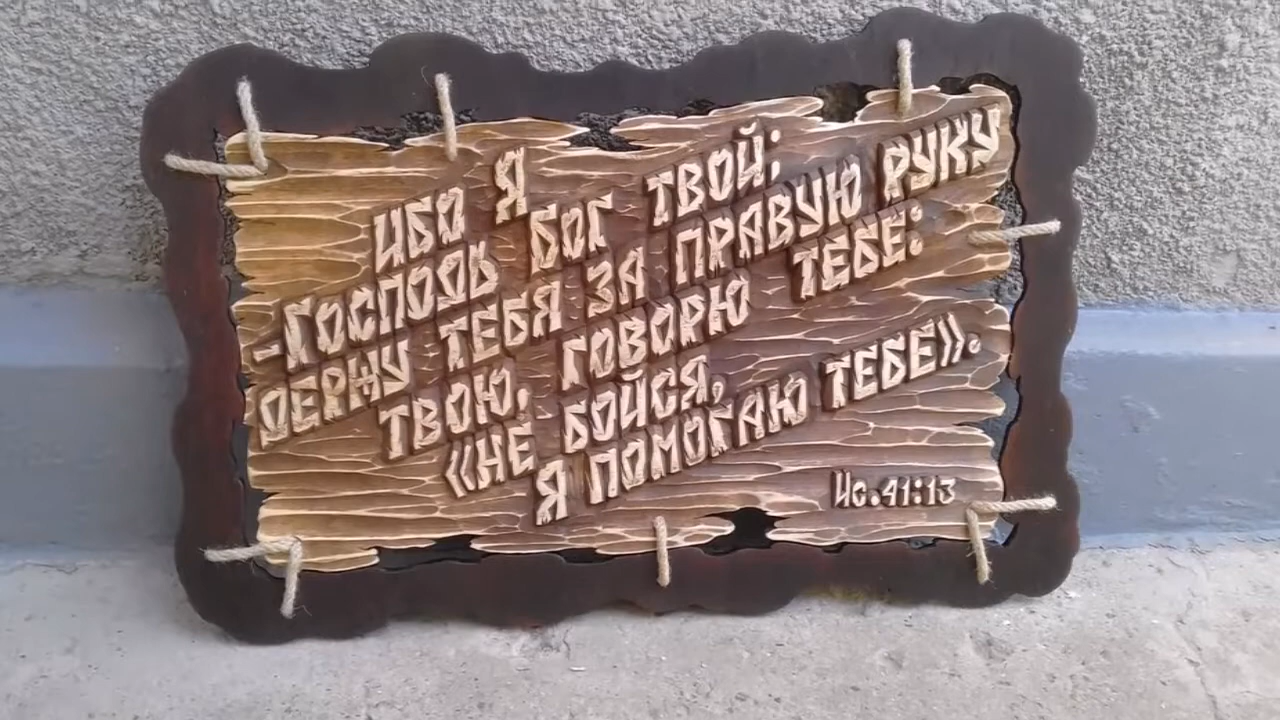 ИБО Я
-ГОСПОДЬ БОГ ТВОЙ;
ДЕРЖУ ТЕБЯ ЗА ПРАВУЮ РУКУ
ТВОЮ, ГОВОРЮ ТЕБЕ:
«НЕ БОЙСЯ,
Я ПОМОГАЮ ТЕБЕ».
Ис.41:13